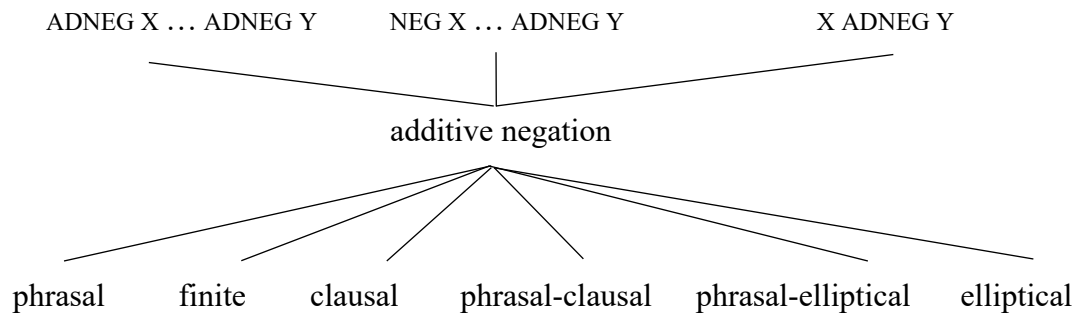 ADNEG X … ADNEG Y NEG X … ADNEG Y X ADNEG Y
additive negation
phrasal finite clausal phrasal-clausal phrasal-elliptical elliptical